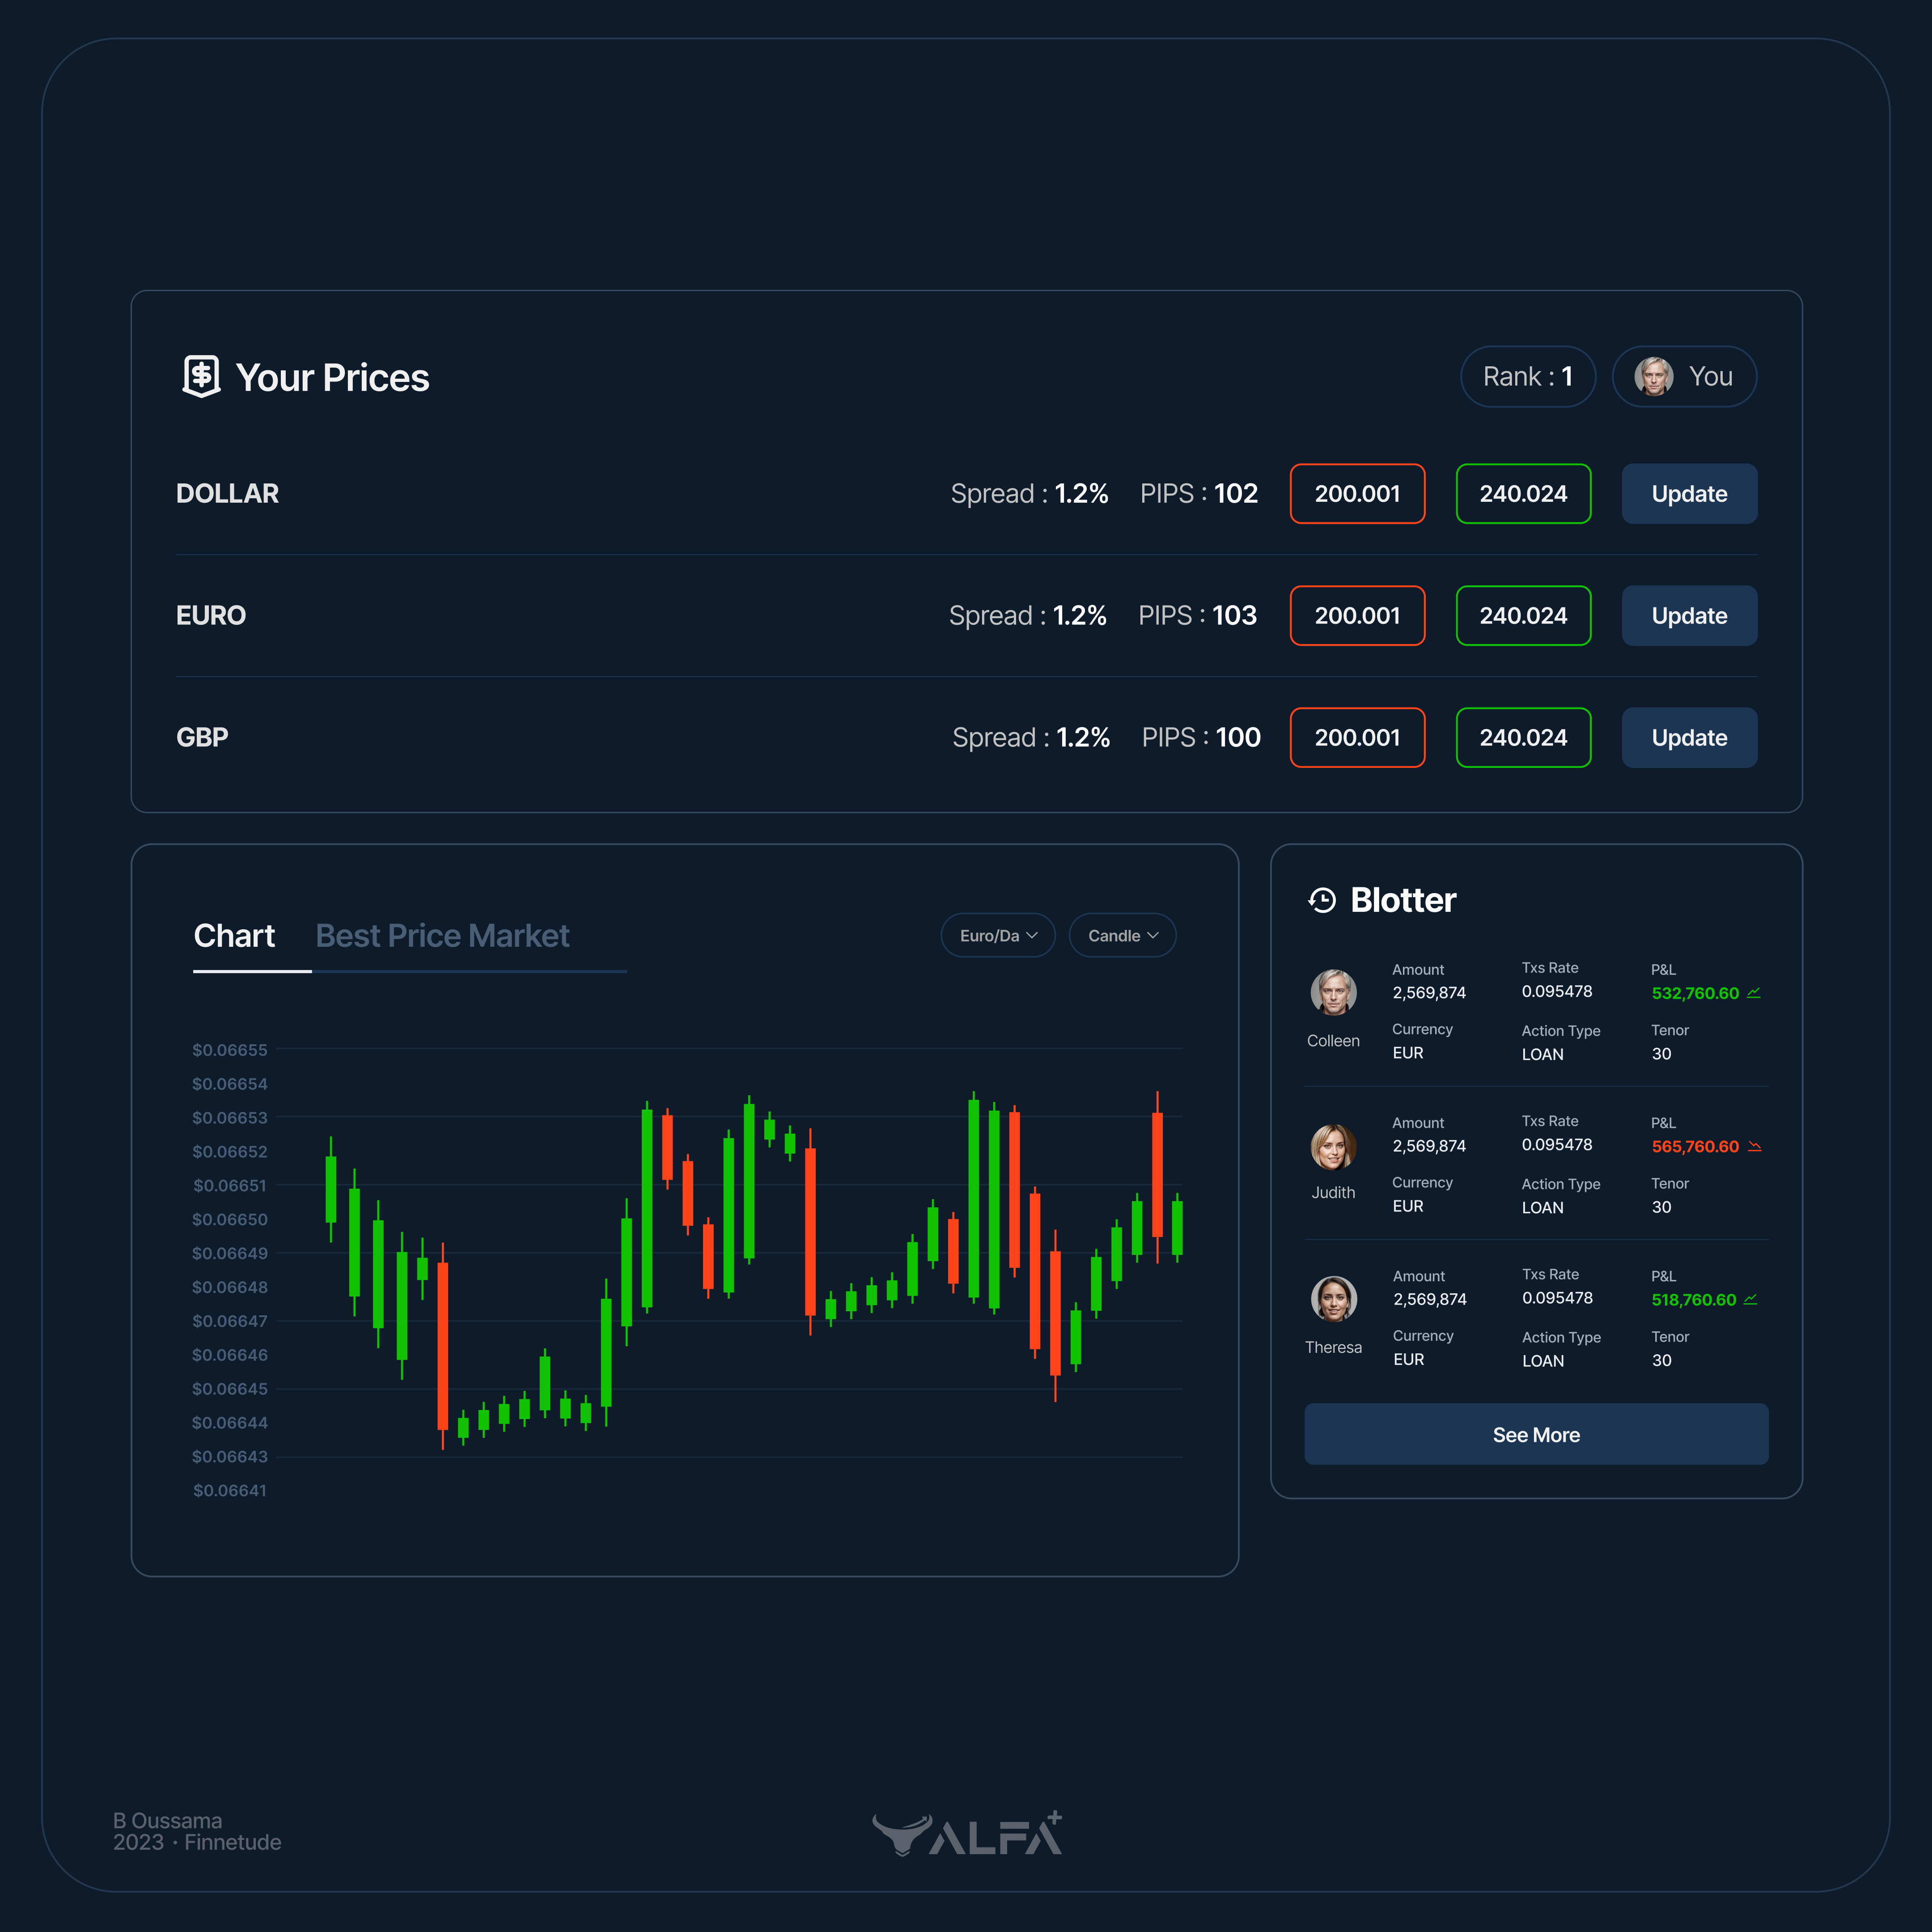 Your Prices
Rank : 1
You
DOLLAR
Spread : 1.2%
PIPS : 102
200.001
240.024
Update
EURO
Spread : 1.2%
PIPS : 103
200.001
240.024
Update
GBP
Spread : 1.2%
PIPS : 100
200.001
240.024
Update
Chart
Best Price Market
Euro/Da
Candle
$0.06655
$0.06654
$0.06653
$0.06652
$0.06651
$0.06650
$0.06649
$0.06648
$0.06647
$0.06646
$0.06645
$0.06644
$0.06643
$0.06641
Blotter
Colleen
Amount
2,569,874
Txs Rate
0.095478
P&L
532,760.60
Currency
EUR
Action Type
LOAN
Tenor
30
Judith
Amount
2,569,874
Txs Rate
0.095478
P&L
565,760.60
Currency
EUR
Action Type
LOAN
Tenor
30
Theresa
Amount
2,569,874
Txs Rate
0.095478
P&L
518,760.60
Currency
EUR
Action Type
LOAN
Tenor
30
See More
B Oussama
2023 · Finnetude
ALFA+